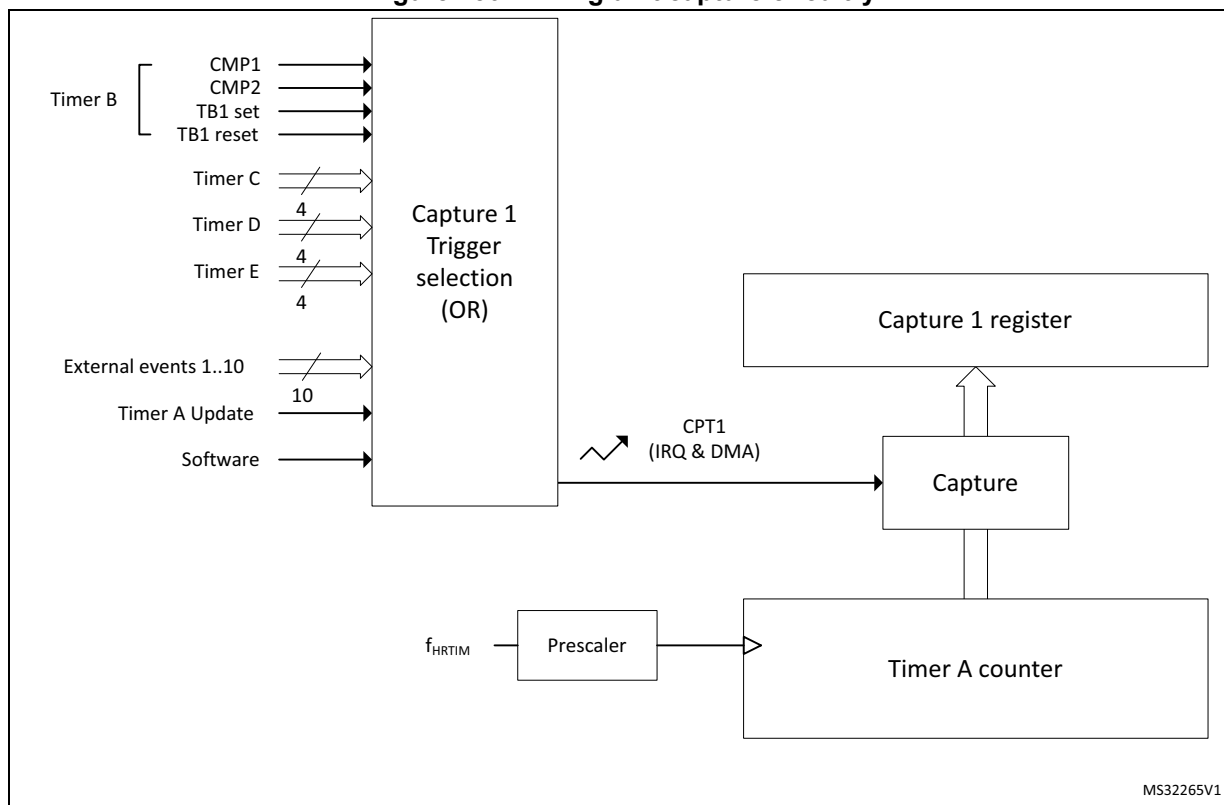 CMP1
CMP2
Timer B
TB1 set
TB1 reset
Timer C
4
Timer D
4
Timer E
4
Capture 1
Trigger
selection
(OR)
Capture 1 register
External events 1..10
10
Timer A Update
CPT1
(IRQ & DMA)
Software
Capture
fHRTIM
Prescaler
Timer A counter
MS32265V1